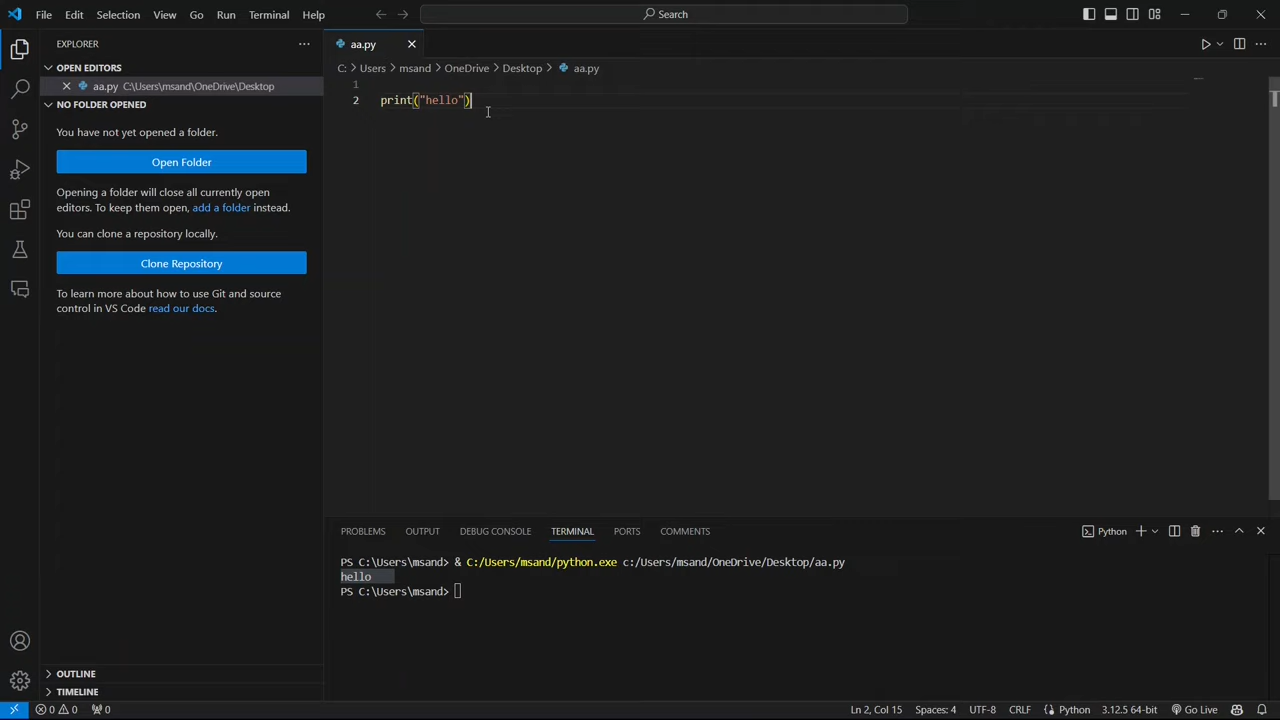 File Edit Selection View Go Run Terminal Help
Search
EXPLORER
aa.py
OPEN EDITORS
aa.py C:\Users\msand\OneDrive\Desktop
NO FOLDER OPENED
You have not yet opened a folder.
Open Folder
Opening a folder will close all currently open
editors. To keep them open, add a folder instead.
You can clone a repository locally.
Clone Repository
To learn more about how to use Git and source
control in VS Code read our docs.
OUTLINE
TIMELINE
C: > Users > msand > OneDrive > Desktop > aa.py
1
2 print("hello")
PROBLEMS OUTPUT DEBUG CONSOLE TERMINAL PORTS COMMENTS
Python
PS C:\Users\msand> & C:/Users/msand/python.exe c:/Users/msand/OneDrive/Desktop/aa.py
hello
PS C:\Users\msand>
0 0 0 Ln 2, Col 15 Spaces: 4 UTF-8 CRLF Python 3.12.5 64-bit Go Live